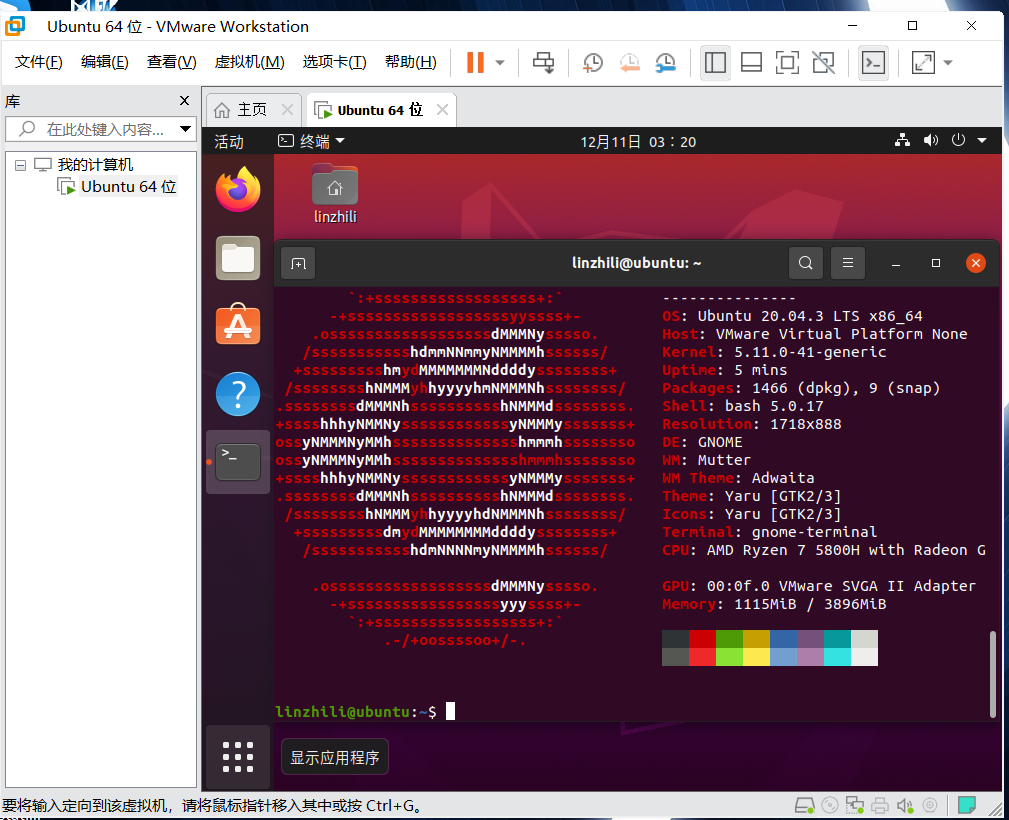 Ubuntu 64 位 - VMware Workstation
文件(F) 编辑(E) 查看(V) 虚拟机(M) 选项卡(T) 帮助(H)
库
在此处键入内容...
我的计算机
Ubuntu 64 位
主页 Ubuntu 64 位
活动 终端 12月11日 03：20
linzhili
linzhili@ubuntu: ~
`:+ssssssssssssssssss+:` ---------------
-+ssssssssssssssssssyyssss+- OS: Ubuntu 20.04.3 LTS x86_64
.ossssssssssssssssssdMMMNysssso. Host: VMware Virtual Platform None
/ssssssssssshdmmNNmmyNMMMMhssssss/ Kernel: 5.11.0-41-generic
+ssssssssshmydMMMMMMMNddddyssssssss+ Uptime: 5 mins
/sssssssshNMMMyhhyyyyhmNMMMNhssssssss/ Packages: 1466 (dpkg), 9 (snap)
.ssssssssdMMMNhsssssssssshNMMMdssssssss. Shell: bash 5.0.17
+sssshhhyNMMNyssssssssssssyNMMMysssssss+ Resolution: 1718x888
ossyNMMMNyMMhsssssssssssssshmmmhssssssso DE: GNOME
ossyNMMMNyMMhsssssssssssssshmmmhssssssso WM: Mutter
+sssshhhyNMMNyssssssssssssyNMMMysssssss+ WM Theme: Adwaita
.ssssssssdMMMNhsssssssssshNMMMdssssssss. Theme: Yaru [GTK2/3]
/sssssssshNMMMyhhyyyyhdNMMMNhssssssss/ Icons: Yaru [GTK2/3]
+sssssssssdmydMMMMMMMMddddyssssssss+ Terminal: gnome-terminal
/ssssssssssshdmNNNNmyNMMMMhssssss/ CPU: AMD Ryzen 7 5800H with Radeon G
.ossssssssssssssssssdMMMNysssso. GPU: 00:0f.0 VMware SVGA II Adapter
-+sssssssssssssssssyyyssss+- Memory: 1115MiB / 3896MiB
`:+ssssssssssssssssss+:`
.-/+oossssoo+/-.
linzhili@ubuntu:~$
显示应用程序
要将输入定向到该虚拟机，请将鼠标指针移入其中或按 Ctrl+G。